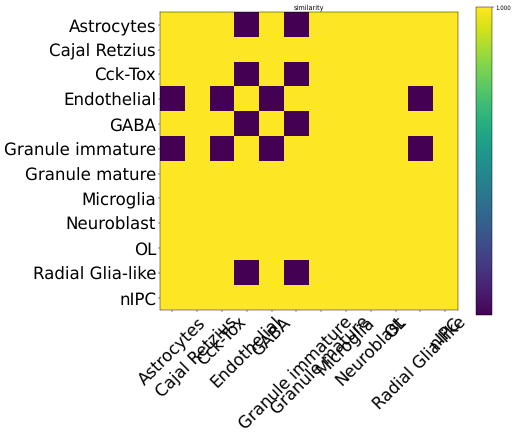 similarity
1.000
Astrocytes
Cajal Retzius
Cck-Tox
Endothelial
GABA
Granule immature
Granule mature
Microglia
Neuroblast
OL
Radial Glia-like
nIPC
Astrocytes
Cajal Retzius
Cck-Tox
Endothelial
GABA
Granule immature
Granule mature
Microglia
Neuroblast
OL
Radial Glia-like
nIPC